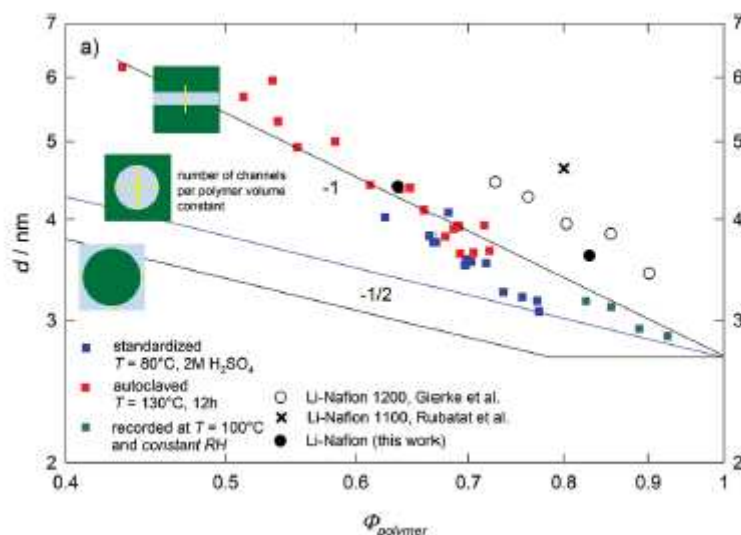 a)
7
6
5
4
3
2
7
6
5
4
3
2
d / nm
number of channels
per polymer volume
constant
-1
-1/2
standardized
T = 80°C, 2M H₂SO₄
autoclaved
T = 130°C, 12h
recorded at T = 100°C
and constant RH
Li-Nafion 1200, Gierke et al.
Li-Nafion 1100, Rubatat et al.
Li-Nafion (this work)
0.4 0.5 0.6 0.7 0.8 0.9 1
Φpolymer